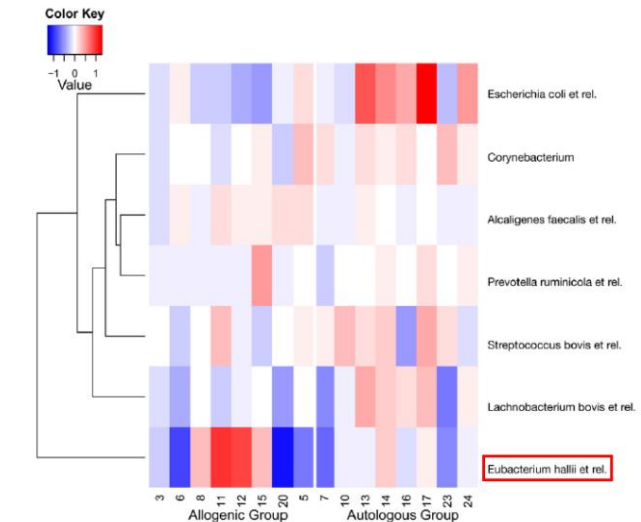 Color Key
−1 0 1
Value
Escherichia coli et rel.
Corynebacterium
Alcaligenes faecalis et rel.
Prevotella ruminicola et rel.
Streptococcus bovis et rel.
Lachnobacterium bovis et rel.
Eubacterium hallii et rel.
3 6 8 11 12 15 20 5 7 10 13 14 16 17 23 24
Allogenic Group Autologous Group